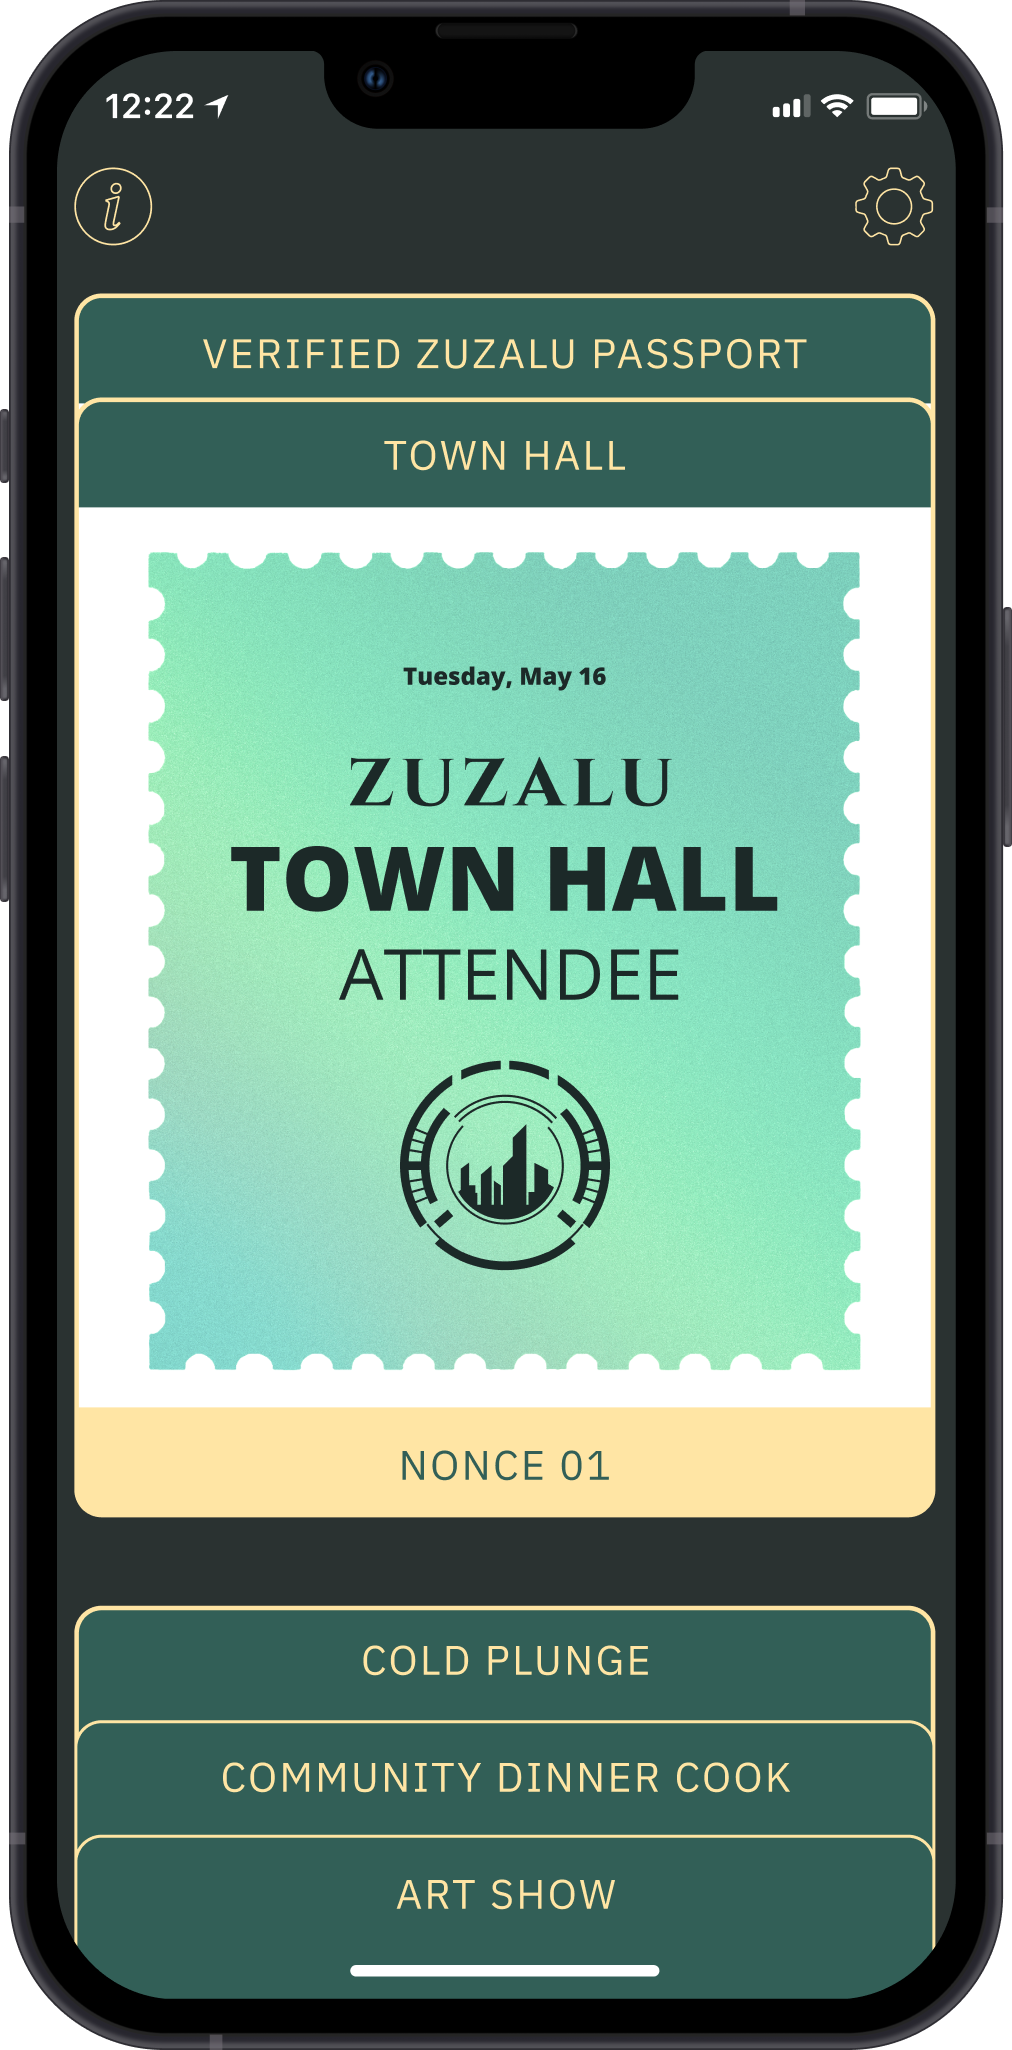 12:22
i
VERIFIED ZUZALU PASSPORT
TOWN HALL
Tuesday, May 16
ZUZALU
TOWN HALL
ATTENDEE
NONCE 01
COLD PLUNGE
COMMUNITY DINNER COOK
ART SHOW